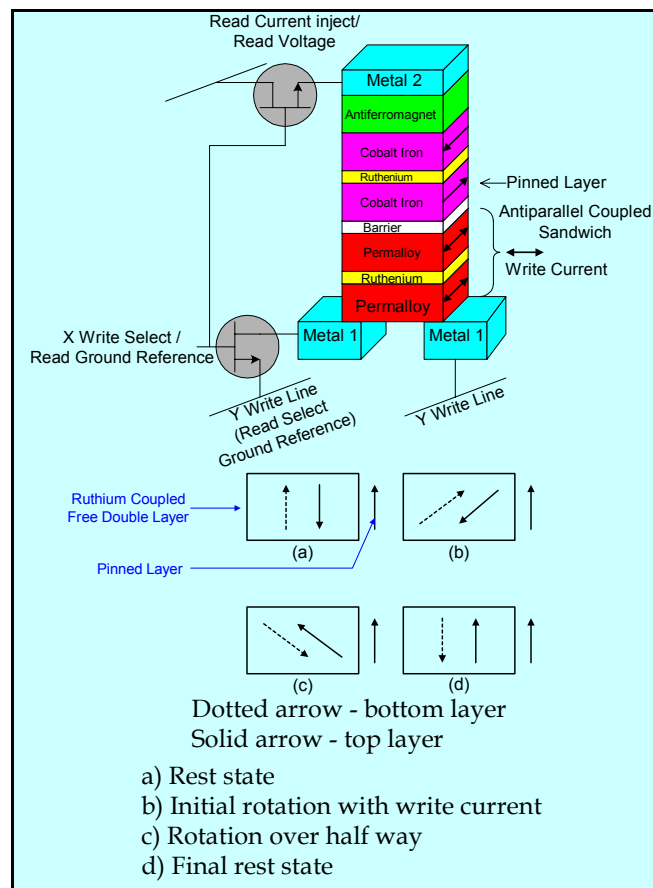 Read Current inject/
Read Voltage
Metal 2
Antiferromagnet
Cobalt Iron
Ruthenium
Cobalt Iron
Pinned Layer
Barrier
Antiparallel Coupled
Sandwich
Permalloy
Write Current
Ruthenium
Permalloy
X Write Select /
Read Ground Reference
Metal 1
Metal 1
Y Write Line
(Read Select
Ground Reference)
Y Write Line
Ruthium Coupled
Free Double Layer
Pinned Layer
(a)
(b)
(c)
(d)
Dotted arrow - bottom layer
Solid arrow - top layer
a) Rest state
b) Initial rotation with write current
c) Rotation over half way
d) Final rest state